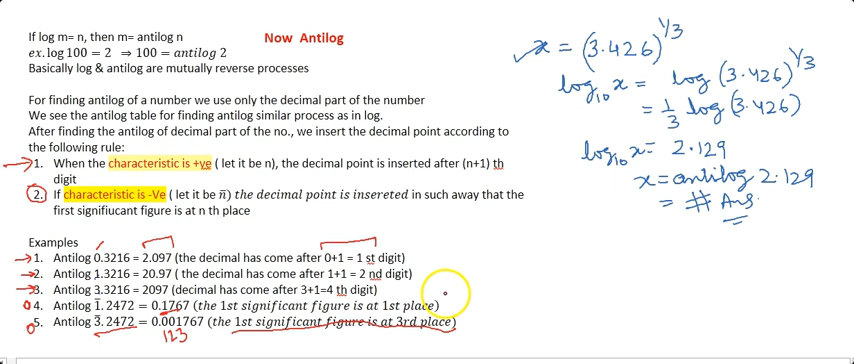 If log m= n, then m= antilog n
Now Antilog
ex. log 100 = 2 ⇒ 100 = antilog 2
Basically log & antilog are mutually reverse processes
For finding antilog of a number we use only the decimal part of the number
We see the antilog table for finding antilog similar process as in log.
After finding the antilog of decimal part of the no., we insert the decimal point according to
the following rule:
1. When the characteristic is +ve ( let it be n), the decimal point is inserted after (n+1) th
digit
2. If characteristic is -Ve ( let it be n̅) the decimal point is insereted in such away that the
first signifiucant figure is at n th place
Examples
1. Antilog 0.3216 = 2.097 (the decimal has come after 0+1 = 1 st digit)
2. Antilog 1.3216 = 20.97 ( the decimal has come after 1+1 = 2 nd digit)
3. Antilog 3.3216 = 2097 (the decimal has come after 3+1=4 th digit)
4. Antilog 1̅. 2472 = 0.1767 (the 1st significant figure is at 1st place)
5. Antilog 3̅. 2472 = 0.001767 (the 1st significant figure is at 3rd place)
123
x = (3.426)^1/3
log10 x = log (3.426)^1/3
= 1/3 log (3.426)
log10 x = 2.129
x = antilog 2.129
= # Ans.